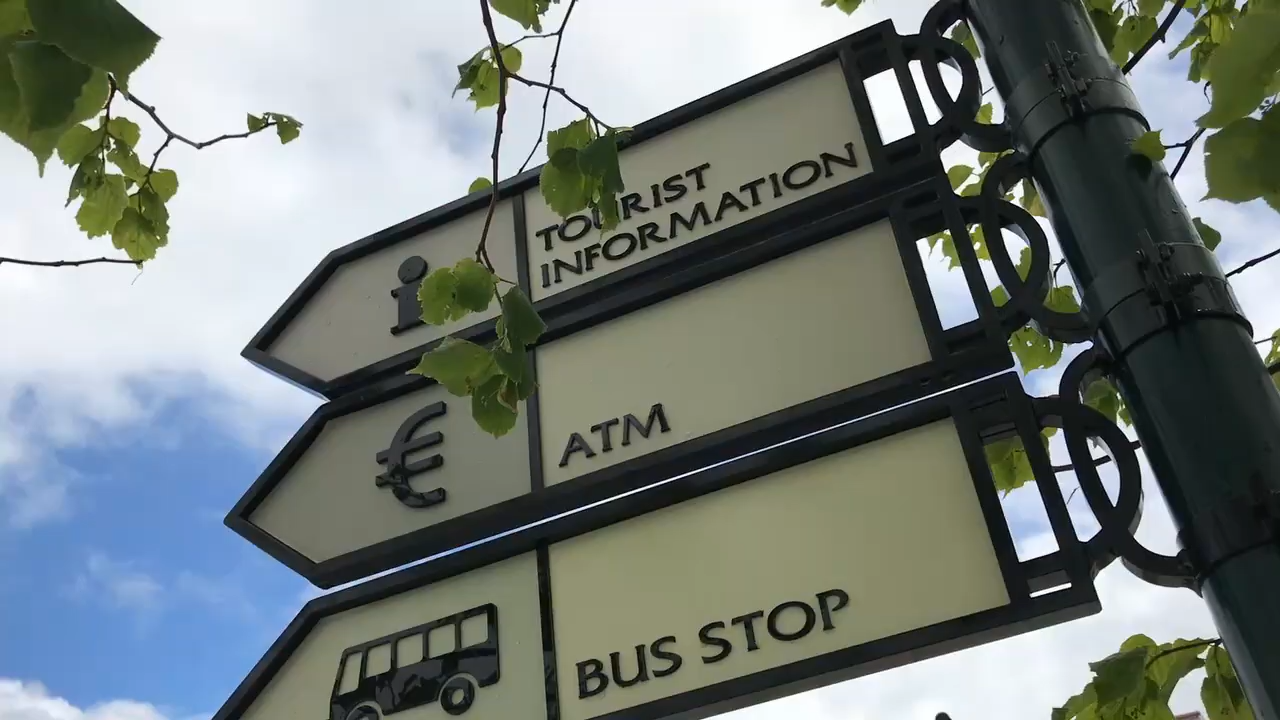 i
TOURIST
INFORMATION
€
ATM
BUS STOP